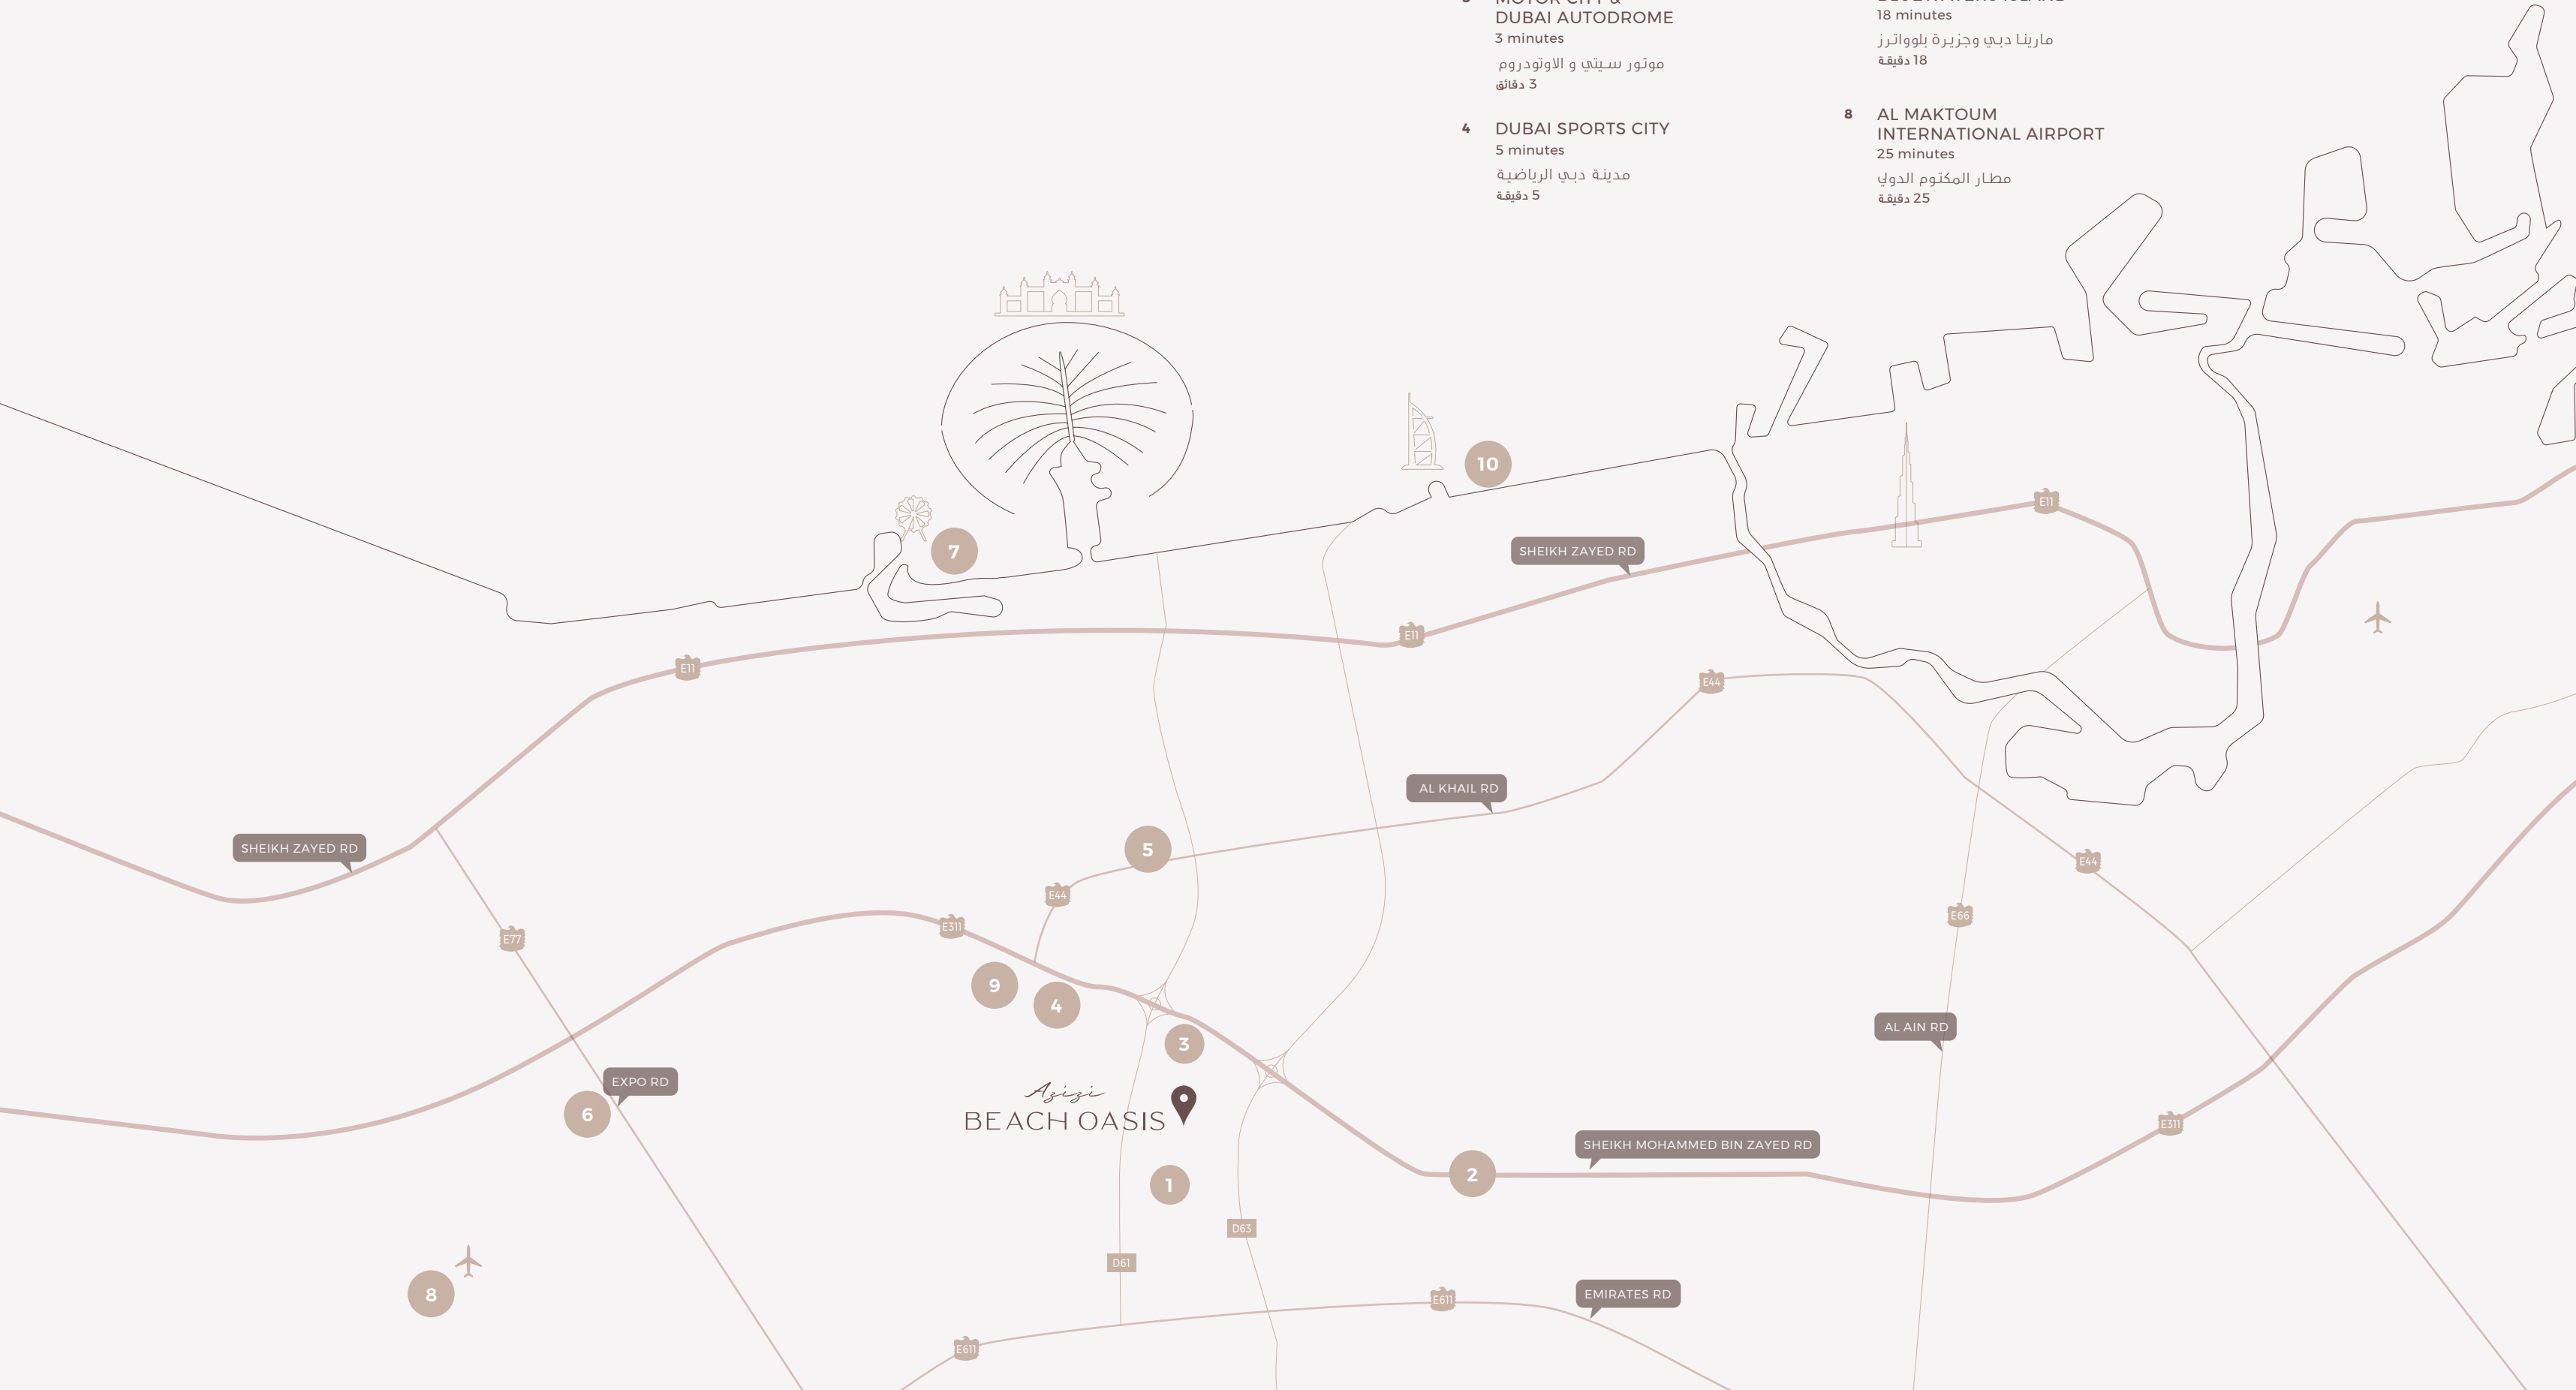 DUBAI AUTODROME
3 minutes
موتور سيتي و الاوتودروم
3 دقائق
4 DUBAI SPORTS CITY
5 minutes
مدينة دبي الرياضية
5 دقيقة
18 minutes
مارينا دبي وجزيرة بلوواترز
18 دقيقة
8 AL MAKTOUM
INTERNATIONAL AIRPORT
25 minutes
مطار المكتوم الدولي
25 دقيقة
10
7
E11
SHEIKH ZAYED RD
E11
E11
E44
AL KHAIL RD
SHEIKH ZAYED RD
5
E44
E44
E311
E77
E66
9
4
3
AL AIN RD
EXPO RD
6
Azizi
BEACH OASIS
E311
SHEIKH MOHAMMED BIN ZAYED RD
2
1
D63
D61
8
EMIRATES RD
E611
E611